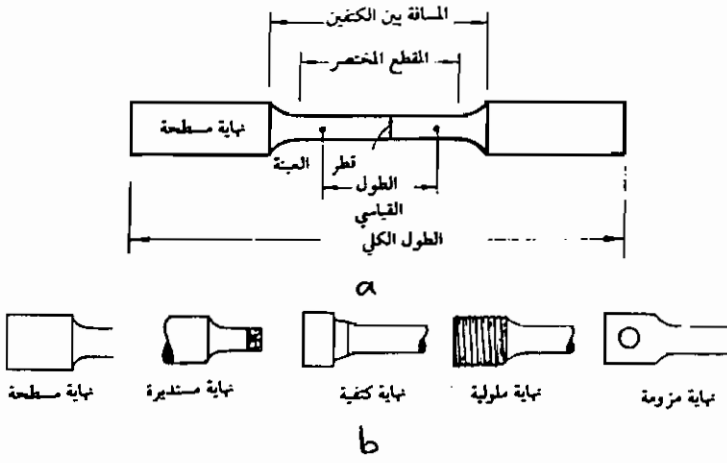 المسافة بين الكتفين
المقطع المختصر
نهاية مسطحة
قطر العينة
الطول
القياسي
الطول الكلي
a
نهاية مسطحة
نهاية مستديرة
نهاية كتفية
نهاية ملولبة
نهاية مزومة
b